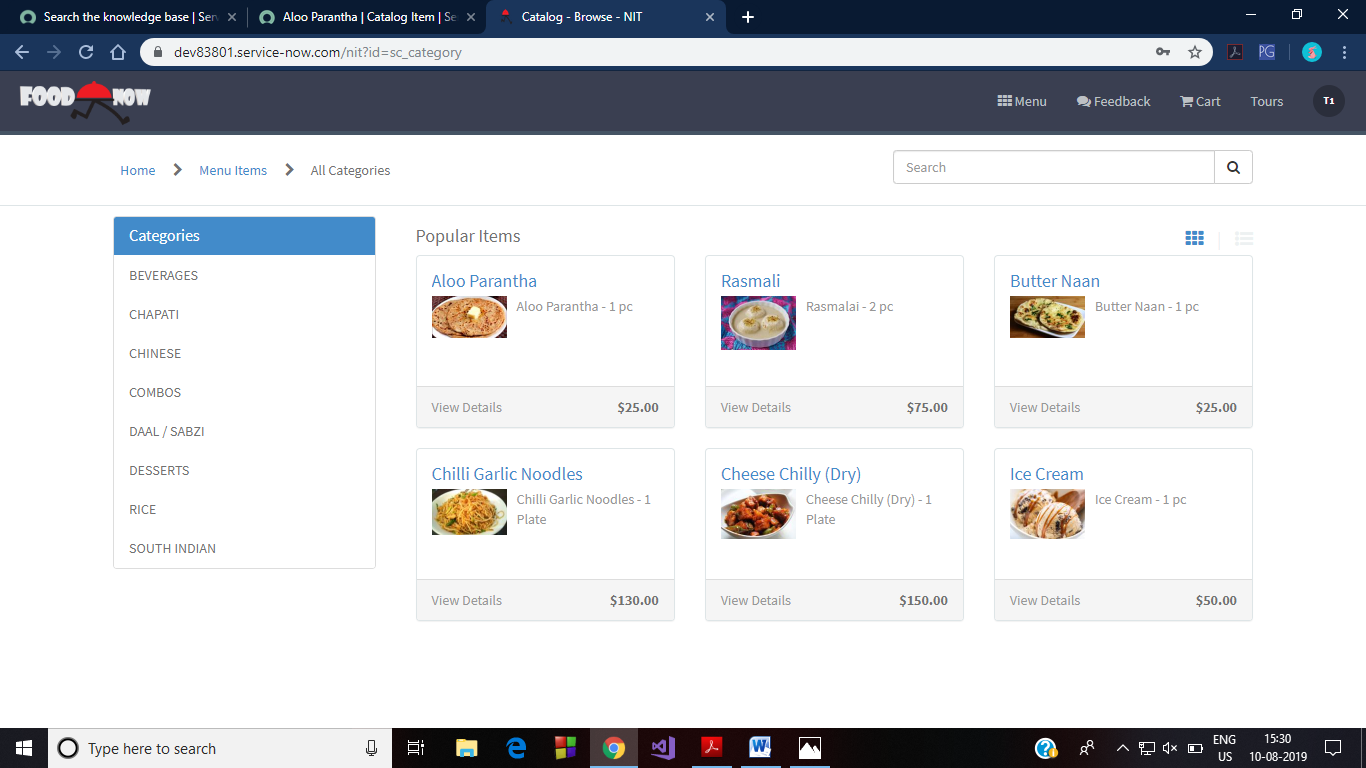 Search the knowledge base | Ser
Aloo Parantha | Catalog Item | Se
Catalog - Browse - NIT
dev83801.service-now.com/nit?id=sc_category
PG
FOOD NOW
Menu
Feedback
Cart
Tours
T1
Home
Menu Items
All Categories
Search
Categories
BEVERAGES
CHAPATI
CHINESE
COMBOS
DAAL / SABZI
DESSERTS
RICE
SOUTH INDIAN
Popular Items
Aloo Parantha
Aloo Parantha - 1 pc
View Details
$25.00
Rasmali
Rasmalai - 2 pc
View Details
$75.00
Butter Naan
Butter Naan - 1 pc
View Details
$25.00
Chilli Garlic Noodles
Chilli Garlic Noodles - 1
Plate
View Details
$130.00
Cheese Chilly (Dry)
Cheese Chilly (Dry) - 1
Plate
View Details
$150.00
Ice Cream
Ice Cream - 1 pc
View Details
$50.00
Type here to search
ENG
US
15:30
10-08-2019